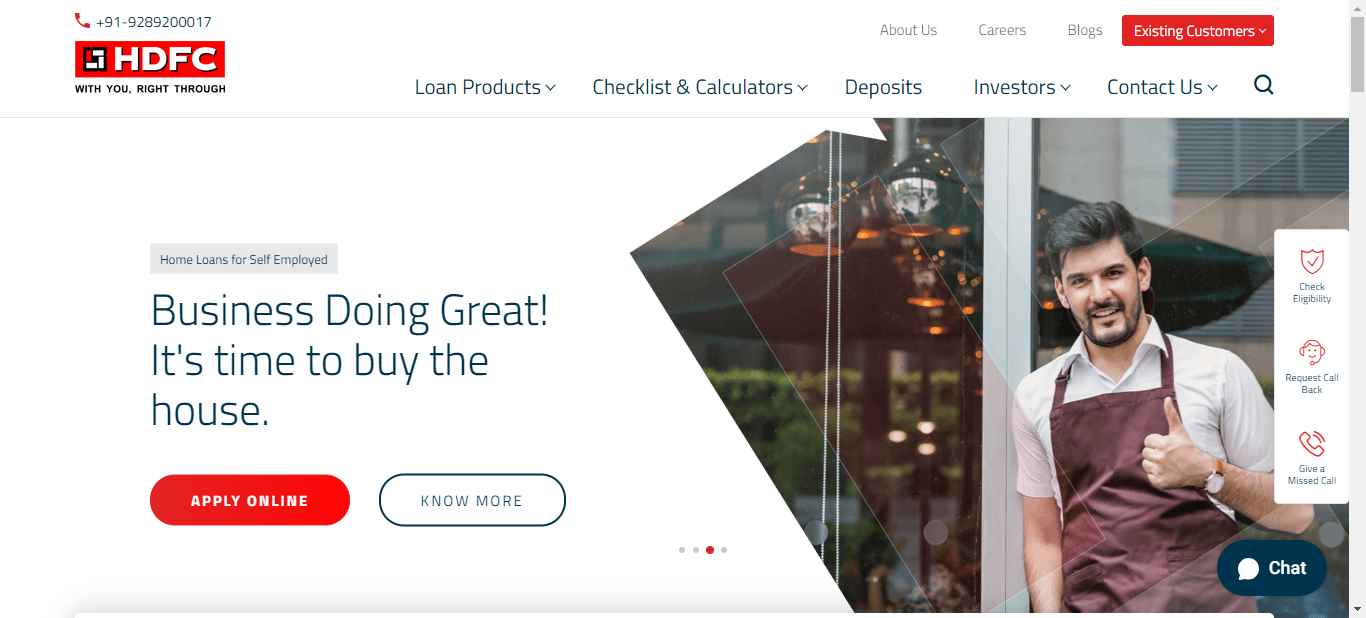 +91-9289200017
About Us
Careers
Blogs
Existing Customers
HDFC
WITH YOU, RIGHT THROUGH
Loan Products
Checklist & Calculators
Deposits
Investors
Contact Us
Home Loans for Self Employed
Business Doing Great!
It's time to buy the
house.
APPLY ONLINE
KNOW MORE
Check
Eligibility
Request Call
Back
Give a
Missed Call
Chat